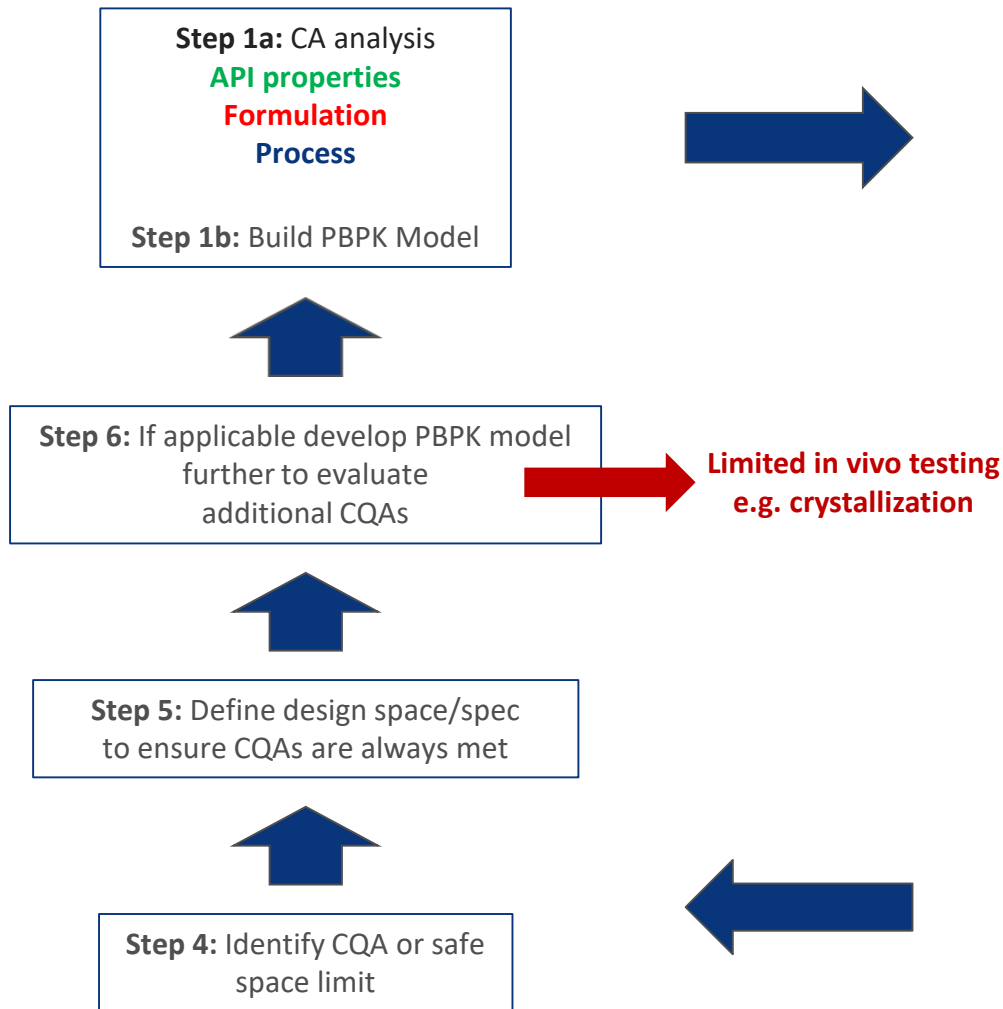 Step 1a: CA analysis
API properties
Formulation
Process
Step 1b: Build PBPK Model
Step 6: If applicable develop PBPK model
further to evaluate
additional CQAs
Limited in vivo testing
e.g. crystallization
Step 5: Define design space/spec
to ensure CQAs are always met
Step 4: Identify CQA or safe
space limit